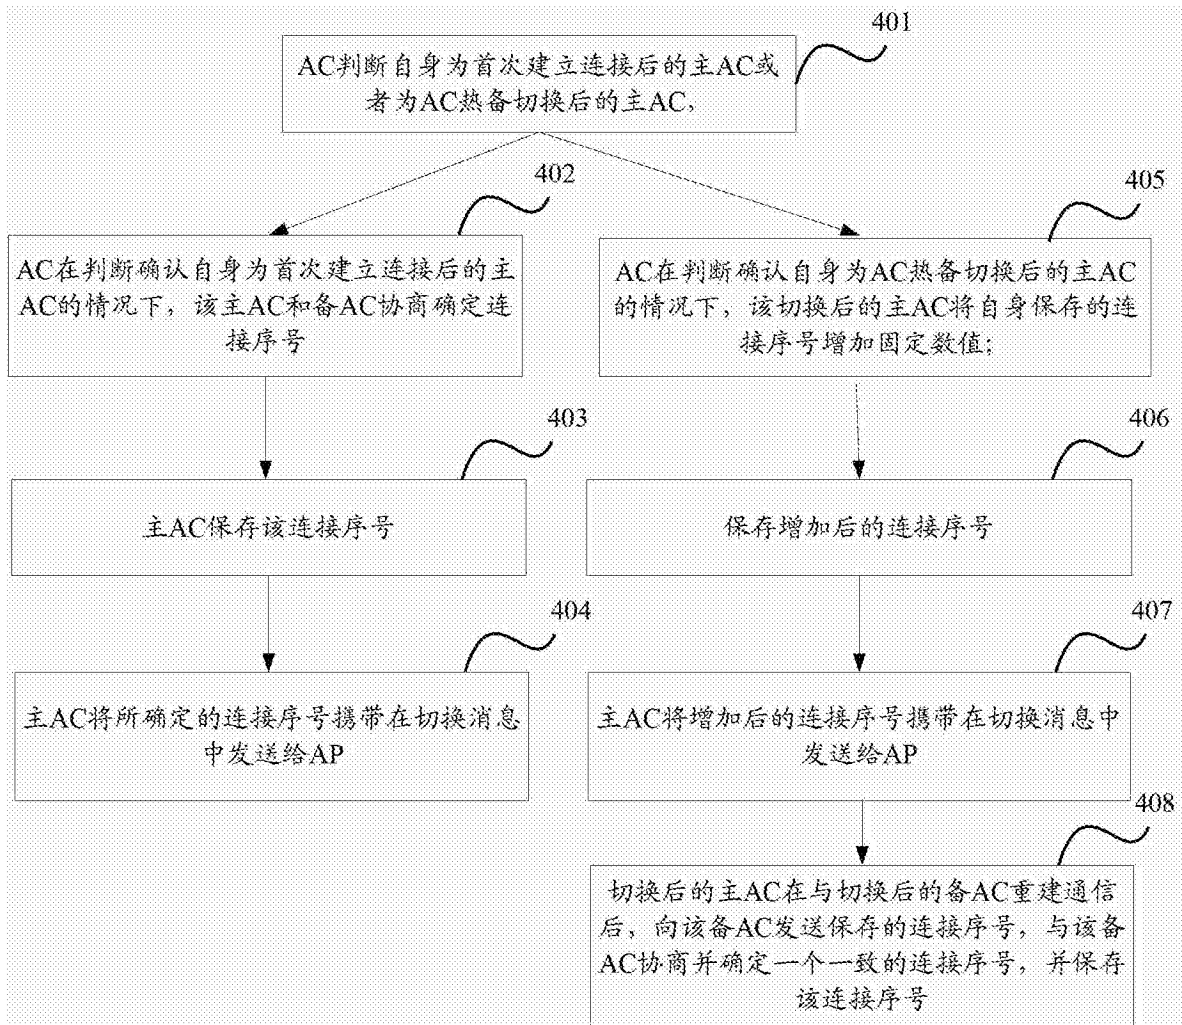 401
AC判断自身为首次建立连接后的主AC或
者为AC热备切换后的主AC,
402
AC在判断确认自身为首次建立连接后的主
AC的情况下，该主AC和备AC协商确定连
接序号
405
AC在判断确认自身为AC热备切换后的主AC
的情况下，该切换后的主AC将自身保存的连
接序号增加固定数值；
403
主AC保存该连接序号
406
保存增加后的连接序号
404
主AC将所确定的连接序号携带在切换消息
中发送给AP
407
主AC将增加后的连接序号携带在切换消息中
发送给AP
408
切换后的主AC在与切换后的备AC重建通信
后，向该备AC发送保存的连接序号，与该备
AC协商并确定一个一致的连接序号，并保存
该连接序号